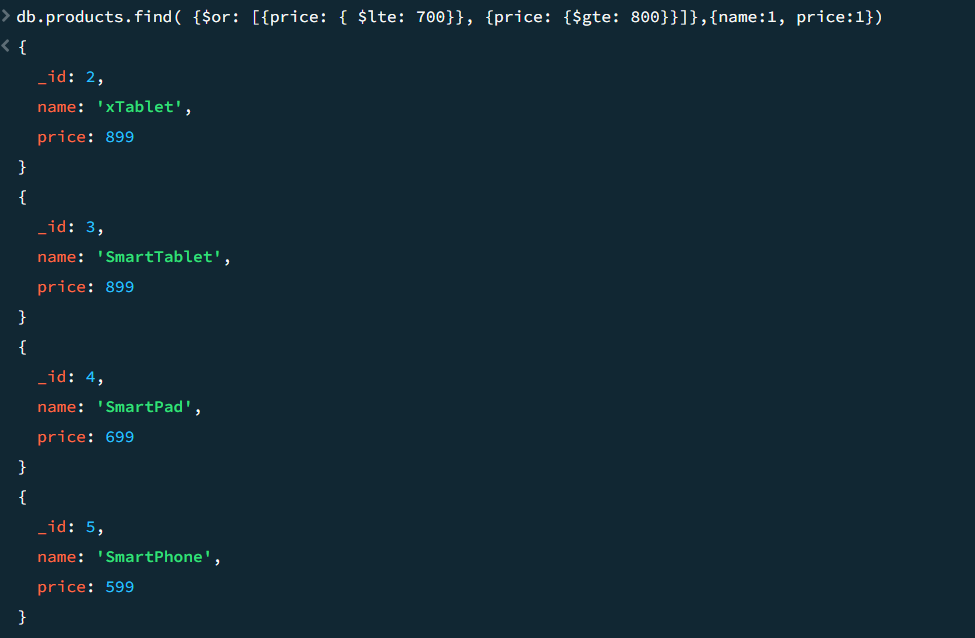 > db.products.find( {$or: [{price: { $lte: 700}}, {price: {$gte: 800}}]},{name:1, price:1})
< {
_id: 2,
name: 'xTablet',
price: 899
}
{
_id: 3,
name: 'SmartTablet',
price: 899
}
{
_id: 4,
name: 'SmartPad',
price: 699
}
{
_id: 5,
name: 'SmartPhone',
price: 599
}